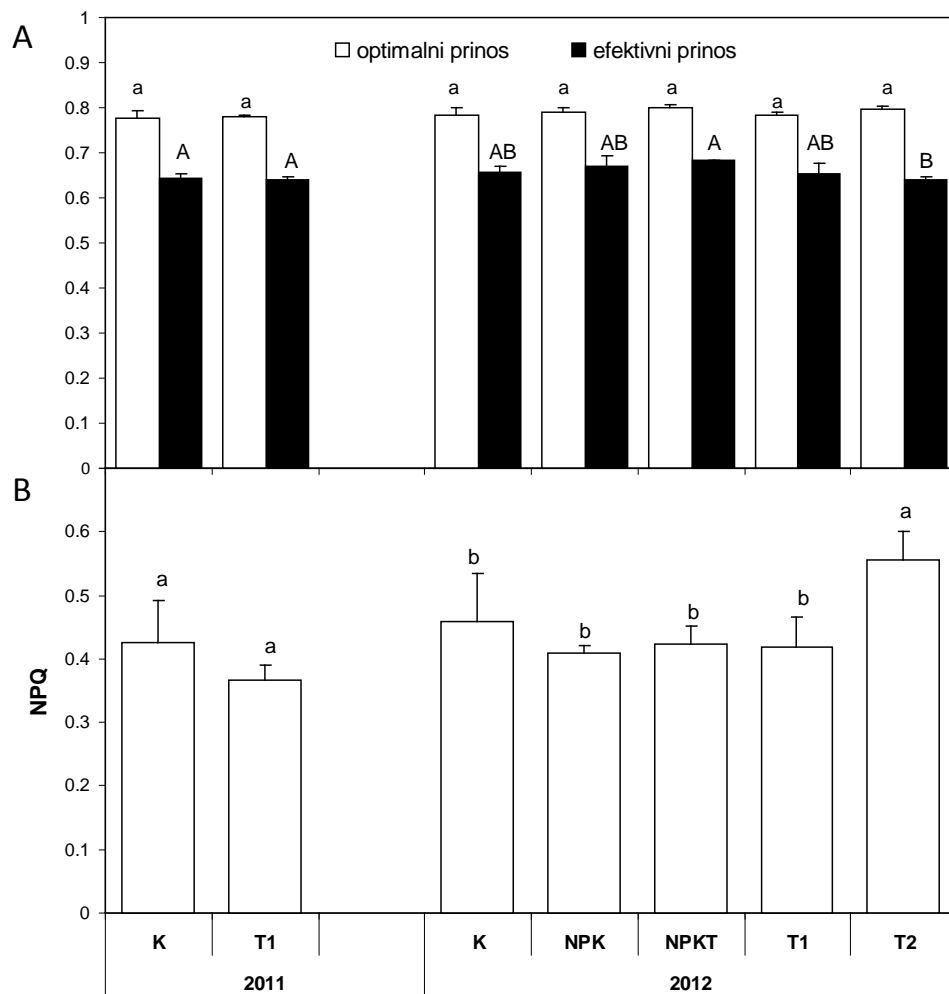 A
1
optimalni prinos efektivni prinos
0.9
a a a a a a a
0.8
A A AB AB A AB B
0.7
0.6
0.5
0.4
0.3
0.2
0.1
0
B
0.6
a a b b b b a
0.5
0.4
NPQ
0.3
0.2
0.1
0
K T1 K NPK NPKT T1 T2
2011 2012